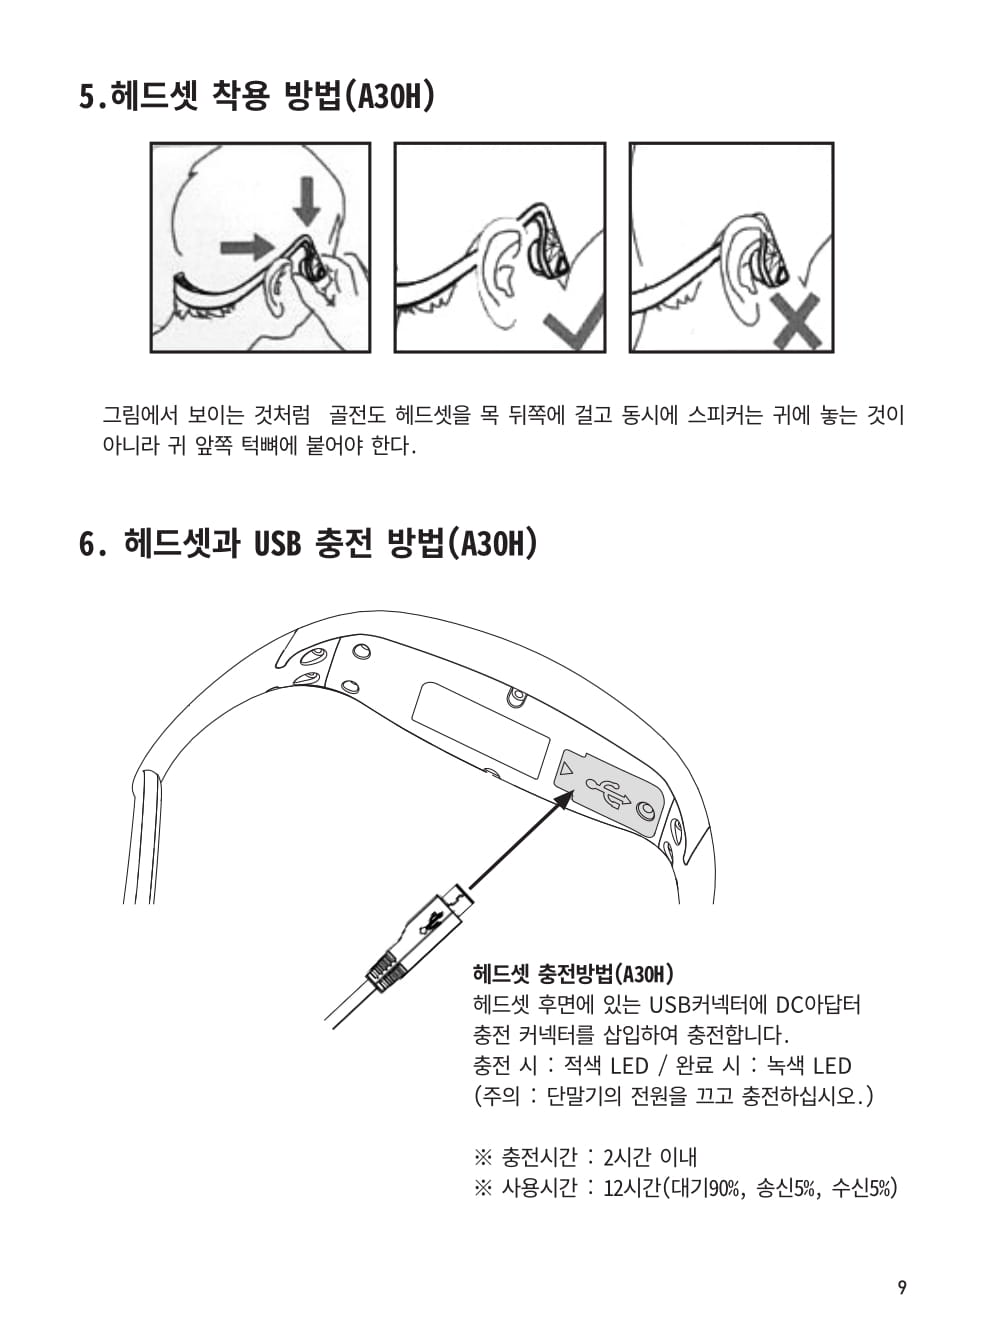 5.헤드셋 착용 방법(A30H)
그림에서 보이는 것처럼  골전도 헤드셋을 목 뒤쪽에 걸고 동시에 스피커는 귀에 놓는 것이
아니라 귀 앞쪽 턱뼈에 붙어야 한다.
6. 헤드셋과 USB 충전 방법(A30H)
헤드셋 충전방법(A30H)
헤드셋 후면에 있는 USB커넥터에 DC아답터
충전 커넥터를 삽입하여 충전합니다.
충전 시 : 적색 LED / 완료 시 : 녹색 LED
(주의 : 단말기의 전원을 끄고 충전하십시오.)
※ 충전시간 : 2시간 이내
※ 사용시간 : 12시간(대기90%, 송신5%, 수신5%)
9